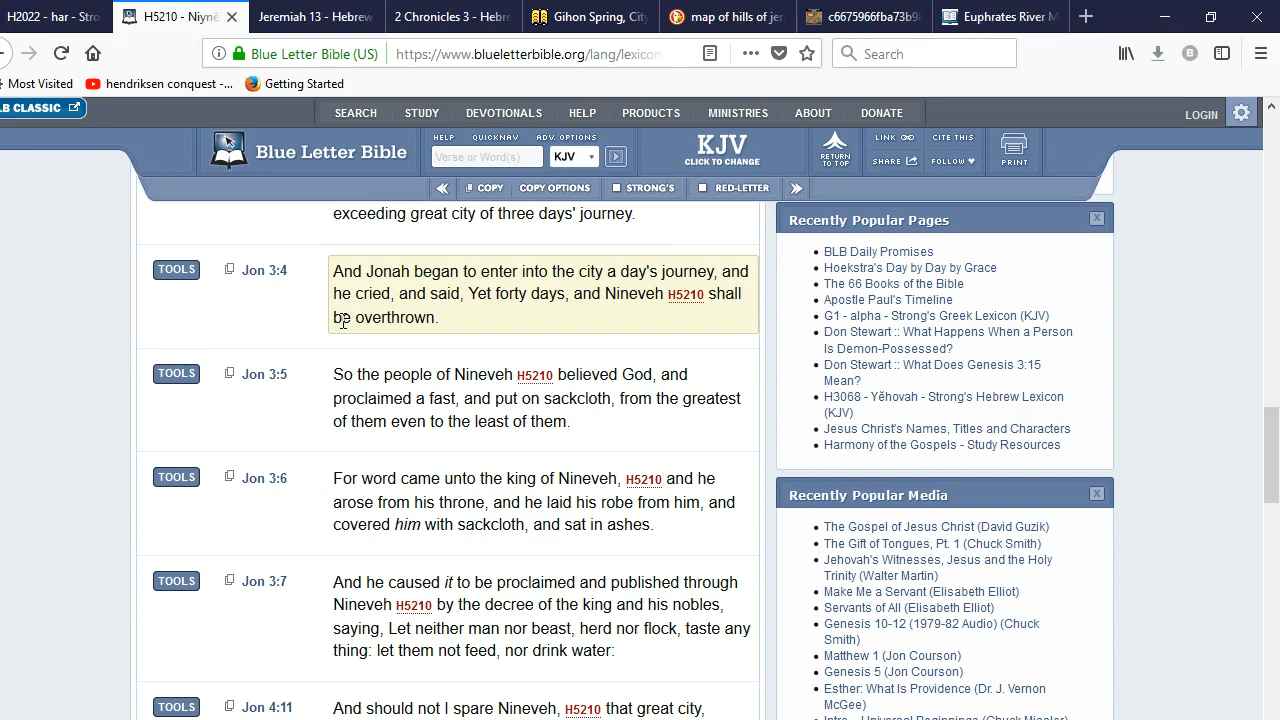 H2022 - har - Stro
H5210 - Niynĕ
Jeremiah 13 - Hebrew
2 Chronicles 3 - Hebre
Gihon Spring, City
map of hills of jer
c6675966fba73b9
Euphrates River M
Blue Letter Bible (US)
https://www.blueletterbible.org/lang/lexicon,
Search
Most Visited
hendriksen conquest -...
Getting Started
LB CLASSIC
SEARCH STUDY DEVOTIONALS HELP PRODUCTS MINISTRIES ABOUT DONATE
LOGIN
Blue Letter Bible
HELP QUICKNAV ADV. OPTIONS
Verse or Word(s)
KJV
KJV
CLICK TO CHANGE
RETURN
TO TOP
LINK
CITE THIS
SHARE
FOLLOW
PRINT
COPY COPY OPTIONS STRONG'S RED-LETTER
exceeding great city of three days' journey.
TOOLS Jon 3:4
And Jonah began to enter into the city a day's journey, and
he cried, and said, Yet forty days, and Nineveh H5210 shall
be overthrown.
TOOLS Jon 3:5
So the people of Nineveh H5210 believed God, and
proclaimed a fast, and put on sackcloth, from the greatest
of them even to the least of them.
TOOLS Jon 3:6
For word came unto the king of Nineveh, H5210 and he
arose from his throne, and he laid his robe from him, and
covered him with sackcloth, and sat in ashes.
TOOLS Jon 3:7
And he caused it to be proclaimed and published through
Nineveh H5210 by the decree of the king and his nobles,
saying, Let neither man nor beast, herd nor flock, taste any
thing: let them not feed, nor drink water:
TOOLS Jon 4:11
And should not I spare Nineveh, H5210 that great city,
Recently Popular Pages
BLB Daily Promises
Hoekstra's Day by Day by Grace
The 66 Books of the Bible
Apostle Paul's Timeline
G1 - alpha - Strong's Greek Lexicon (KJV)
Don Stewart :: What Happens When a Person
Is Demon-Possessed?
Don Stewart :: What Does Genesis 3:15
Mean?
H3068 - Yĕhovah - Strong's Hebrew Lexicon
(KJV)
Jesus Christ's Names, Titles and Characters
Harmony of the Gospels - Study Resources
Recently Popular Media
The Gospel of Jesus Christ (David Guzik)
The Gift of Tongues, Pt. 1 (Chuck Smith)
Jehovah's Witnesses, Jesus and the Holy
Trinity (Walter Martin)
Make Me a Servant (Elisabeth Elliot)
Servants of All (Elisabeth Elliot)
Genesis 10-12 (1979-82 Audio) (Chuck
Smith)
Matthew 1 (Jon Courson)
Genesis 5 (Jon Courson)
Esther: What Is Providence (Dr. J. Vernon
McGee)